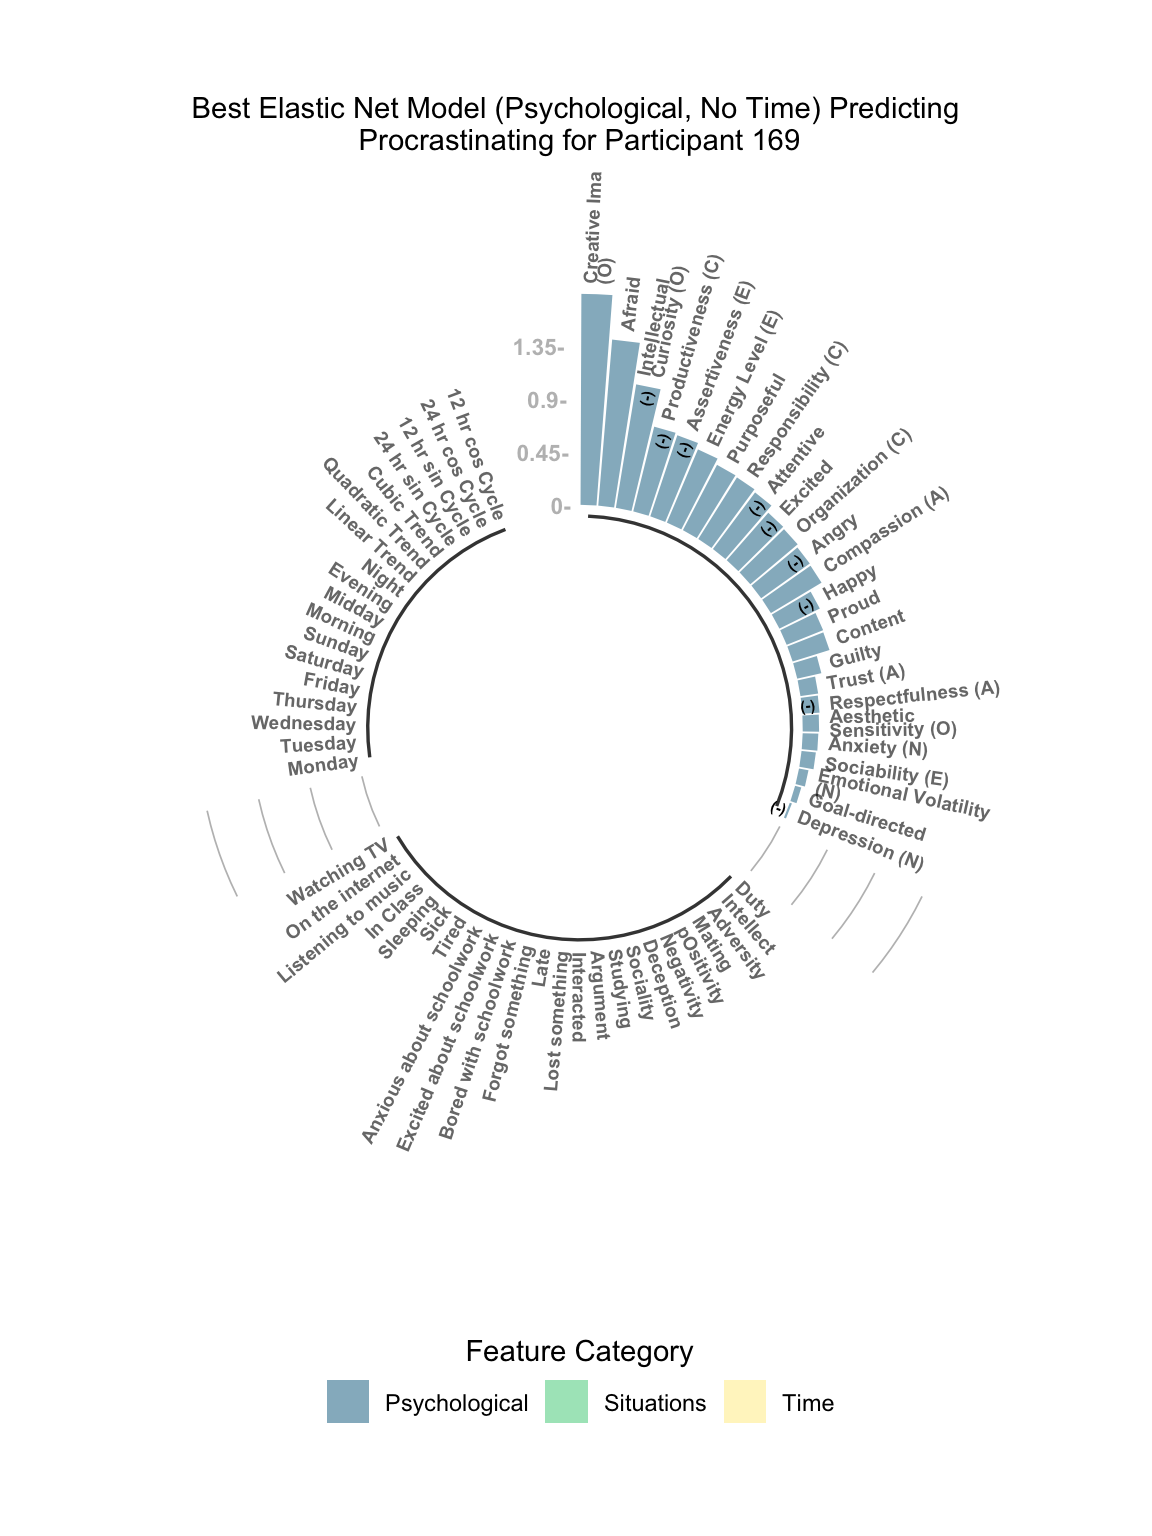 Best Elastic Net Model (Psychological, No Time) Predicting
Procrastinating for Participant 169
Creative Ima
(O)
Afraid
Intellectual
Curiosity (O)
Productiveness (C)
Assertiveness (E)
Energy Level (E)
Purposeful
Responsibility (C)
Attentive
Excited
Organization (C)
Angry
Compassion (A)
Happy
Proud
Content
Guilty
Trust (A)
Respectfulness (A)
Aesthetic
Sensitivity (O)
Anxiety (N)
Sociability (E)
Emotional Volatility
(N)
Goal-directed
Depression (N)
(-)
(-)
(-)
(-)
(-)
(-)
(-)
(-)
(-)
1.35-
0.9-
0.45-
0-
Duty
Intellect
Adversity
Mating
pOsitivity
Negativity
Deception
Sociality
Studying
Argument
Interacted
Lost something
Late
Forgot something
Bored with schoolwork
Excited about schoolwork
Anxious about schoolwork
Tired
Sick
Sleeping
In Class
Listening to music
On the internet
Watching TV
Monday
Tuesday
Wednesday
Thursday
Friday
Saturday
Sunday
Morning
Midday
Evening
Night
Linear Trend
Quadratic Trend
Cubic Trend
24 hr sin Cycle
12 hr sin Cycle
24 hr cos Cycle
12 hr cos Cycle
Feature Category
Psychological
Situations
Time